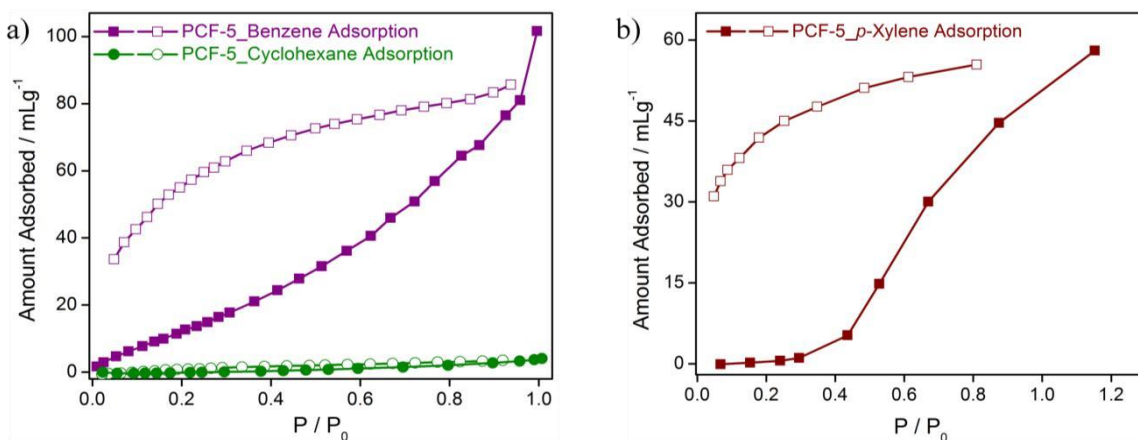 a)
PCF-5_Benzene Adsorption
PCF-5_Cyclohexane Adsorption
Amount Adsorbed / mLg⁻¹
100
80
60
40
20
0
0.0 0.2 0.4 0.6 0.8 1.0
P / P₀
b)
PCF-5_p-Xylene Adsorption
Amount Adsorbed / mLg⁻¹
60
45
30
15
0
0.0 0.2 0.4 0.6 0.8 1.0 1.2
P / P₀